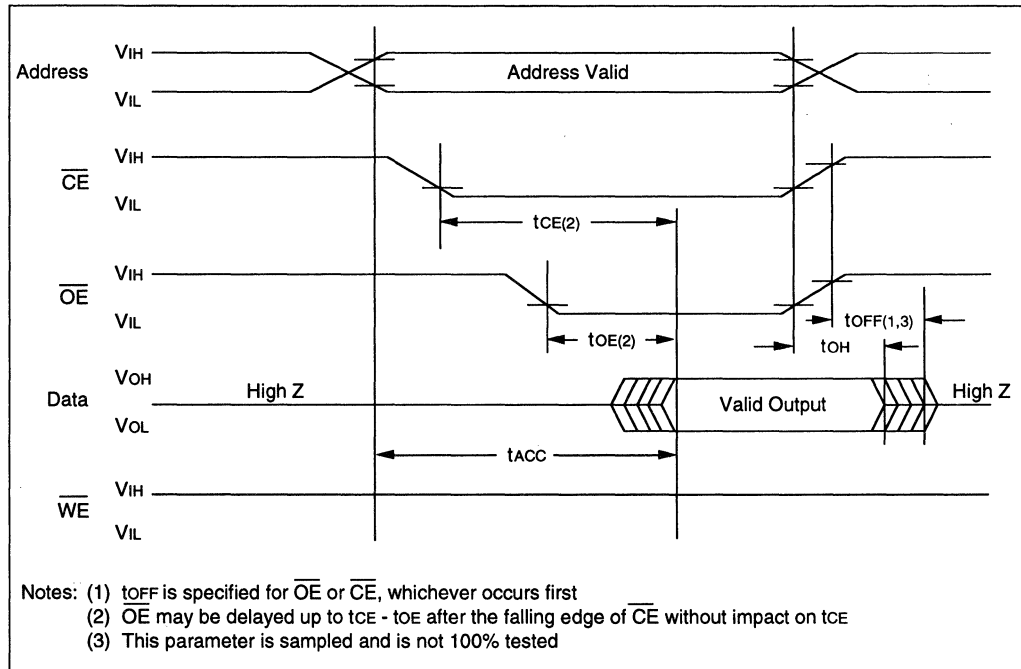 Address
VIH
VIL
Address Valid
CE
VIH
VIL
tCE(2)
OE
VIH
VIL
tOE(2)
tOFF(1,3)
tOH
Data
VOH
VOL
High Z
Valid Output
High Z
tACC
WE
VIH
VIL
Notes: (1) tOFF is specified for OE or CE, whichever occurs first
(2) OE may be delayed up to tCE - tOE after the falling edge of CE without impact on tCE
(3) This parameter is sampled and is not 100% tested